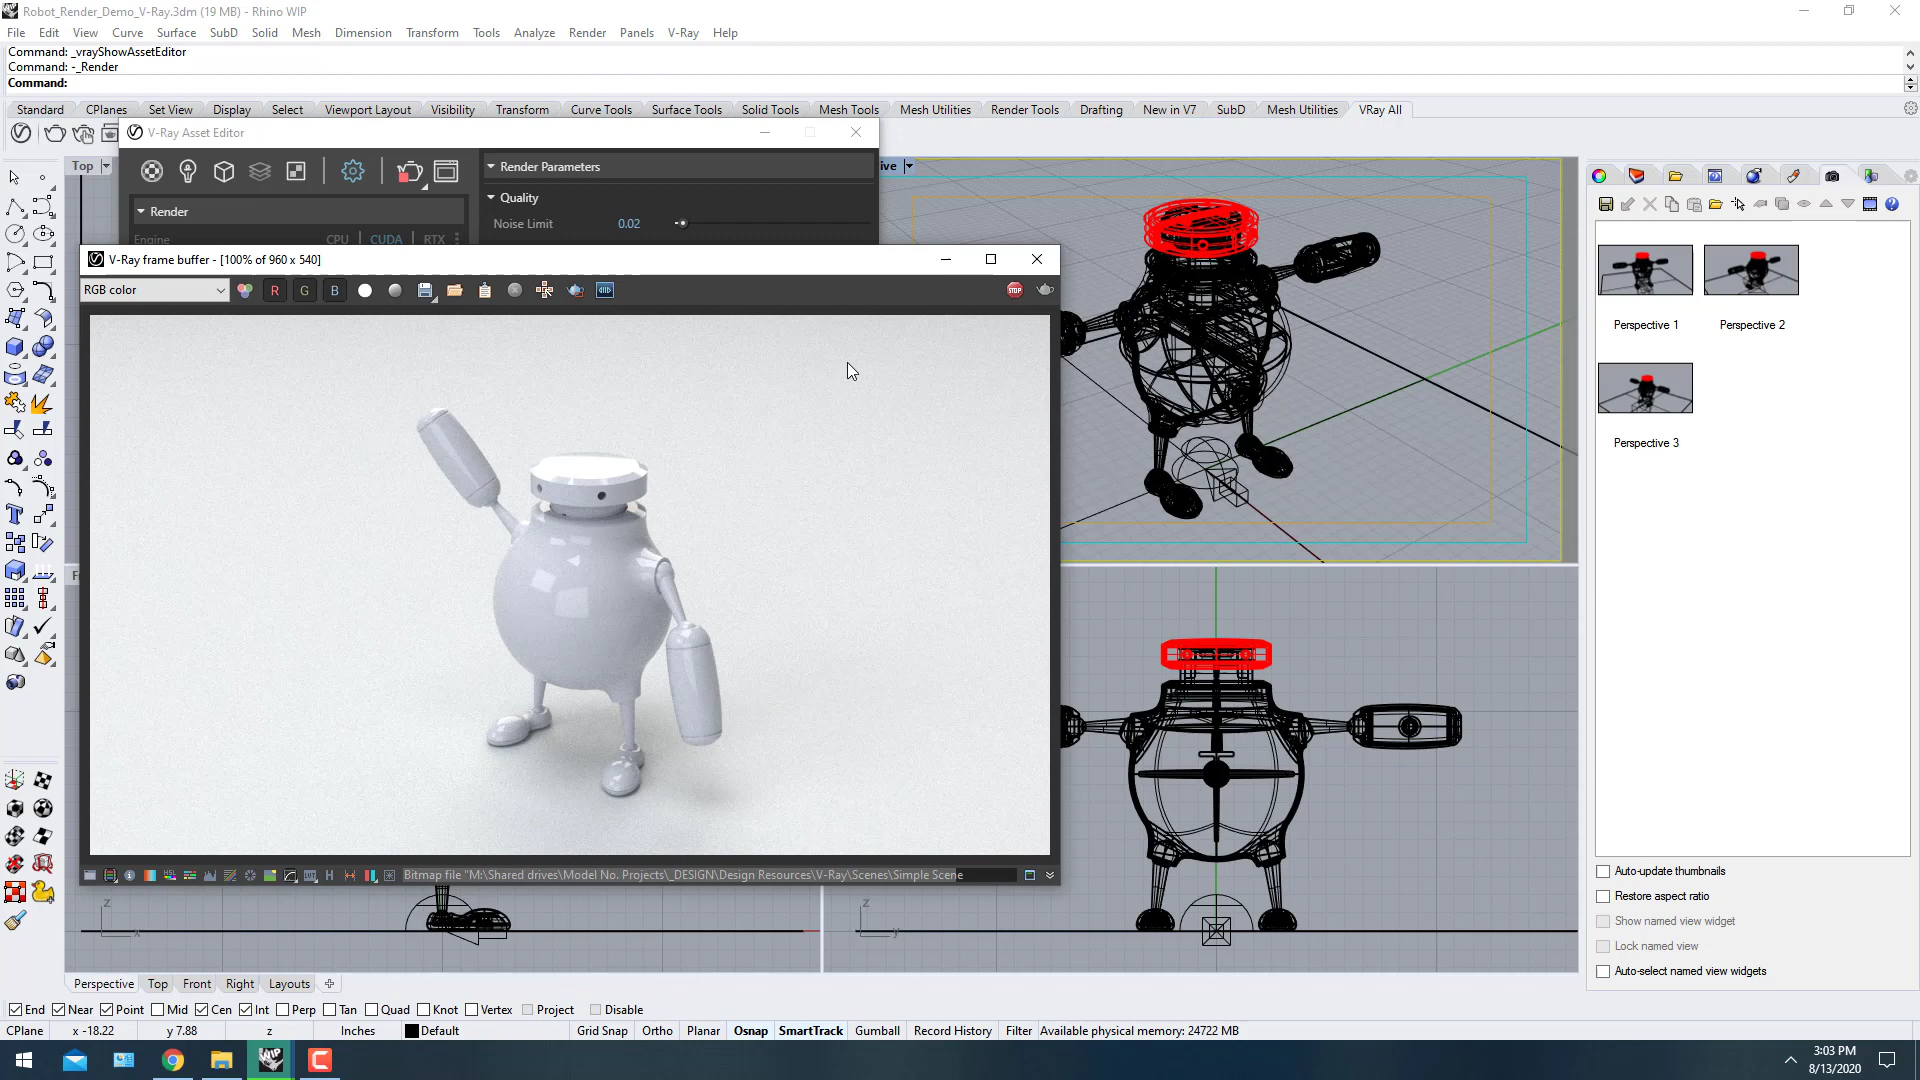 Robot_Render_Demo_V-Ray.3dm (19 MB) - Rhino WIP
File Edit View Curve Surface SubD Solid Mesh Dimension Transform Tools Analyze Render Panels V-Ray Help
Command: _vrayShowAssetEditor
Command: -_Render
Command:
Standard CPlanes Set View Display Select Viewport Layout Visibility Transform Curve Tools Surface Tools Solid Tools Mesh Tools Mesh Utilities Render Tools Drafting New in V7 SubD Mesh Utilities VRay All
V-Ray Asset Editor
Top
ive
Render Parameters
Render
Quality
Engine CPU CUDA RTX
Noise Limit 0.02
V-Ray frame buffer - [100% of 960 x 540]
RGB color
R G B
STOP
Perspective 1 Perspective 2
Perspective 3
Bitmap file "M:\Shared drives\Model No. Projects\_DESIGN\Design Resources\V-Ray\Scenes\Simple Scene
Auto-update thumbnails
Restore aspect ratio
Show named view widget
Lock named view
Auto-select named view widgets
z x
z y
Perspective Top Front Right Layouts
End Near Point Mid Cen Int Perp Tan Quad Knot Vertex Project Disable
CPlane x -18.22 y 7.88 z Inches Default Grid Snap Ortho Planar Osnap SmartTrack Gumball Record History Filter Available physical memory: 24722 MB
WIP
3:03 PM
8/13/2020